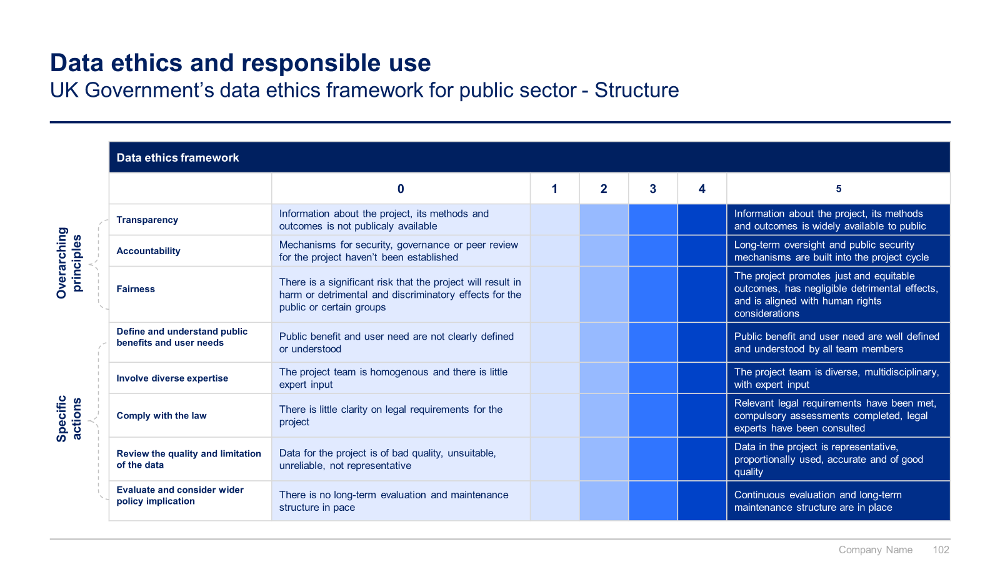 Data ethics and responsible use
UK Government’s data ethics framework for public sector - Structure
Data ethics framework
0
1
2
3
4
5
Overarching
principles
Transparency
Information about the project, its methods and
outcomes is not publicaly available
Information about the project, its methods
and outcomes is widely available to public
Accountability
Mechanisms for security, governance or peer review
for the project haven’t been established
Long-term oversight and public security
mechanisms are built into the project cycle
Fairness
There is a significant risk that the project will result in
harm or detrimental and discriminatory effects for the
public or certain groups
The project promotes just and equitable
outcomes, has negligible detrimental effects,
and is aligned with human rights
considerations
Specific
actions
Define and understand public
benefits and user needs
Public benefit and user need are not clearly defined
or understood
Public benefit and user need are well defined
and understood by all team members
Involve diverse expertise
The project team is homogenous and there is little
expert input
The project team is diverse, multidisciplinary,
with expert input
Comply with the law
There is little clarity on legal requirements for the
project
Relevant legal requirements have been met,
compulsory assessments completed, legal
experts have been consulted
Review the quality and limitation
of the data
Data for the project is of bad quality, unsuitable,
unreliable, not representative
Data in the project is representative,
proportionally used, accurate and of good
quality
Evaluate and consider wider
policy implication
There is no long-term evaluation and maintenance
structure in pace
Continuous evaluation and long-term
maintenance structure are in place
Company Name
102